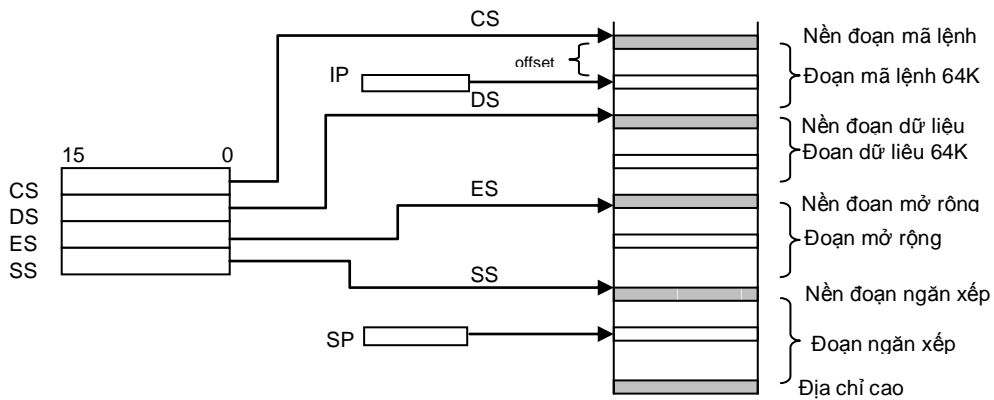 CS
Nền đoạn mã lệnh
offset
IP
Đoạn mã lệnh 64K
DS
Nền đoạn dữ liệu
Đoan dữ liêu 64K
15 0
CS
DS
ES
SS
ES
Nền đoan mở rông
Đoạn mở rộng
SS
Nền đoạn ngăn xếp
SP
Đoạn ngăn xếp
Địa chỉ cao